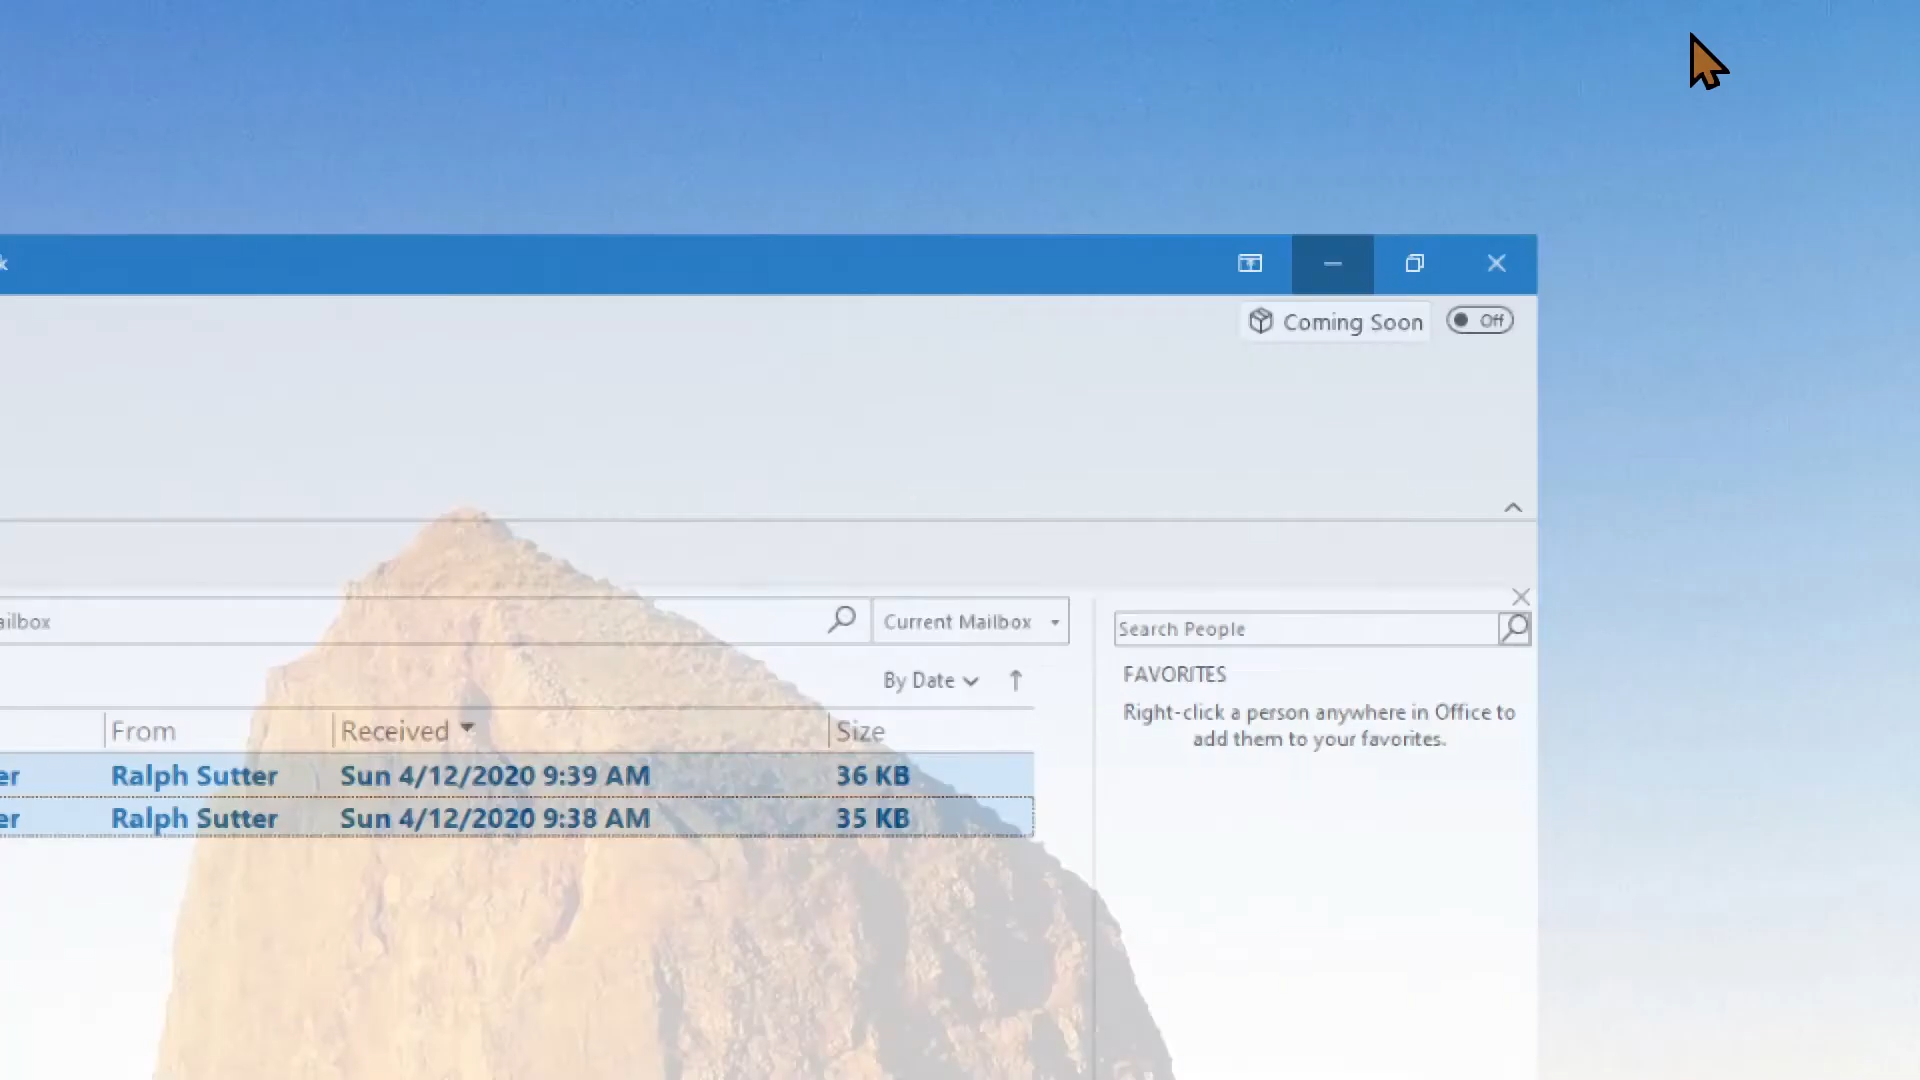 k
Coming Soon
Off
ailbox
Current Mailbox
Search People
By Date
FAVORITES
Right-click a person anywhere in Office to
add them to your favorites.
From Received Size
er Ralph Sutter Sun 4/12/2020 9:39 AM 36 KB
er Ralph Sutter Sun 4/12/2020 9:38 AM 35 KB